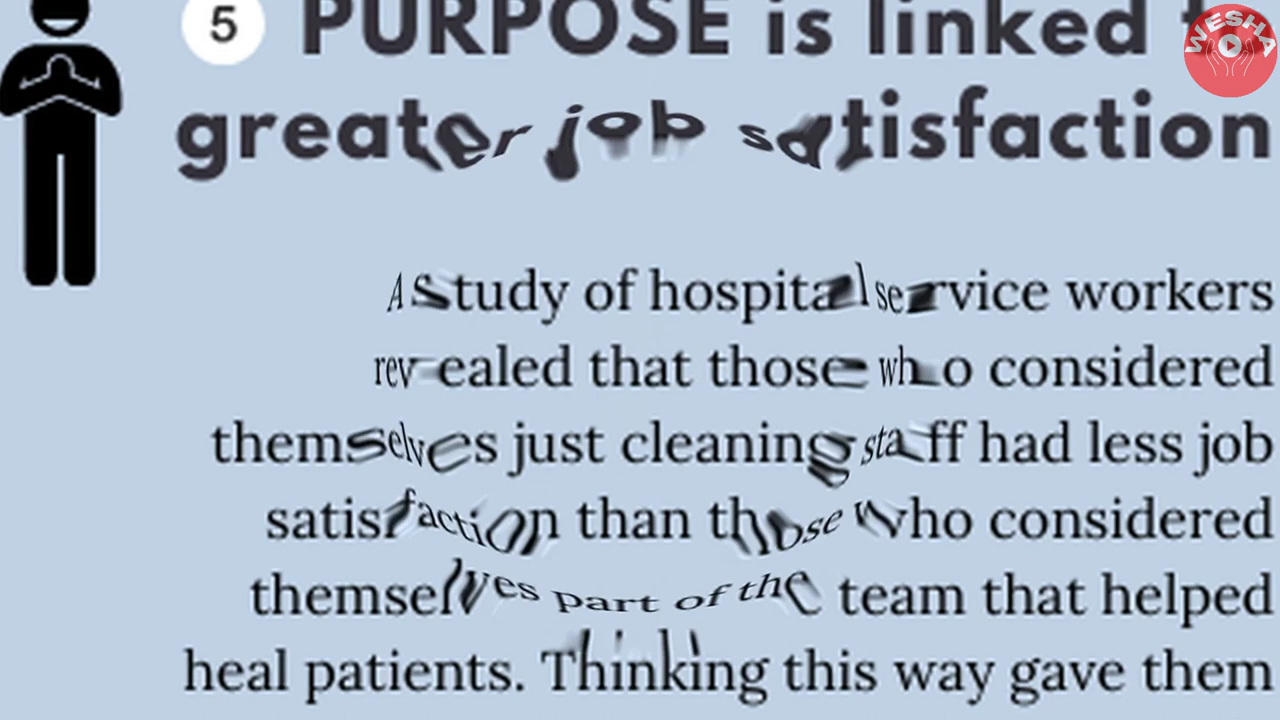 5 PURPOSE is linked
greater job satisfaction
A study of hospital service workers
revealed that those who considered
themselves just cleaning staff had less job
satisfaction than those who considered
themselves part of the team that helped
heal patients. Thinking this way gave them
WESHA